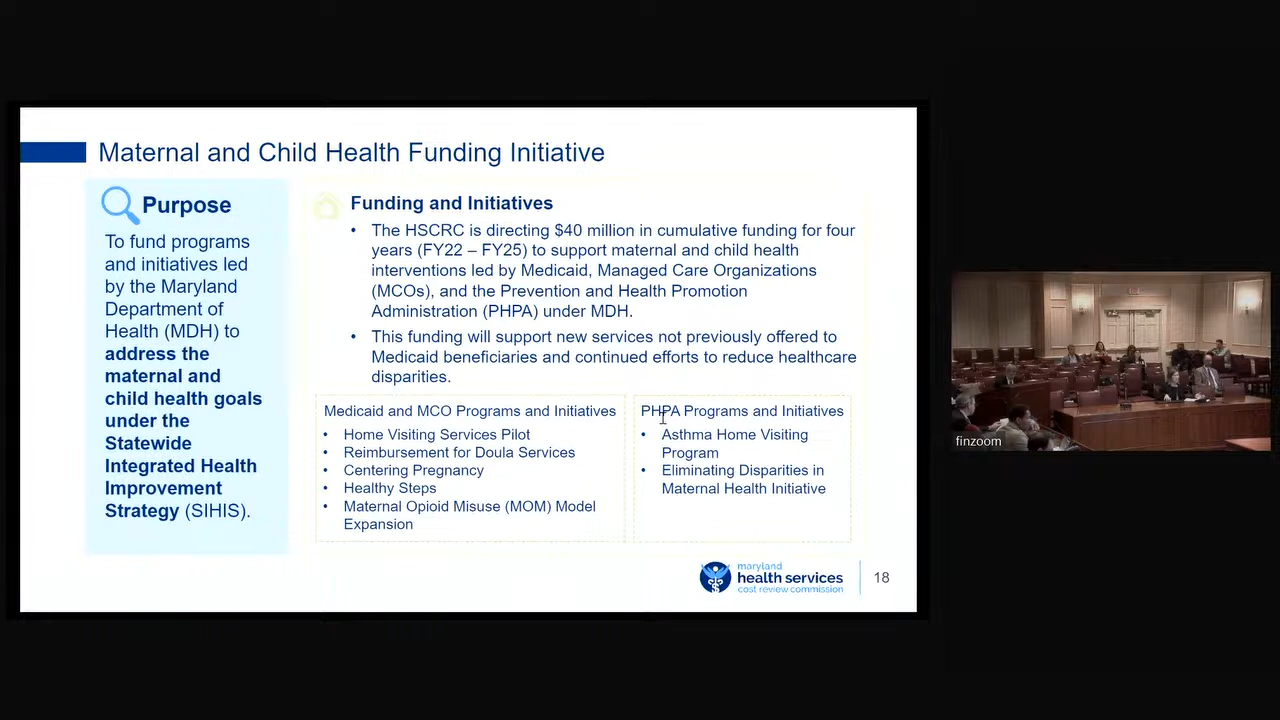 Maternal and Child Health Funding Initiative
Purpose
To fund programs
and initiatives led
by the Maryland
Department of
Health (MDH) to
address the
maternal and
child health goals
under the
Statewide
Integrated Health
Improvement
Strategy (SIHIS).
Funding and Initiatives
• The HSCRC is directing $40 million in cumulative funding for four
years (FY22 – FY25) to support maternal and child health
interventions led by Medicaid, Managed Care Organizations
(MCOs), and the Prevention and Health Promotion
Administration (PHPA) under MDH.
• This funding will support new services not previously offered to
Medicaid beneficiaries and continued efforts to reduce healthcare
disparities.
Medicaid and MCO Programs and Initiatives
• Home Visiting Services Pilot
• Reimbursement for Doula Services
• Centering Pregnancy
• Healthy Steps
• Maternal Opioid Misuse (MOM) Model
Expansion
PHPA Programs and Initiatives
• Asthma Home Visiting
Program
• Eliminating Disparities in
Maternal Health Initiative
maryland
health services
cost review commission
18
finzoom